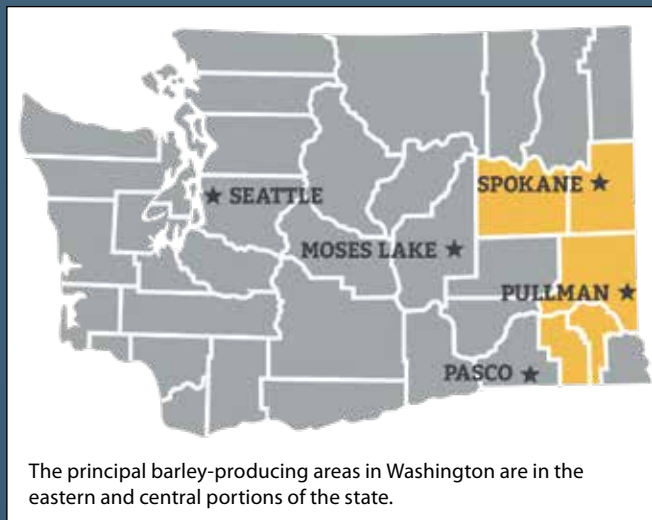 SPOKANE
SEATTLE
MOSES LAKE
PULLMAN
PASCO
The principal barley-producing areas in Washington are in the
eastern and central portions of the state.